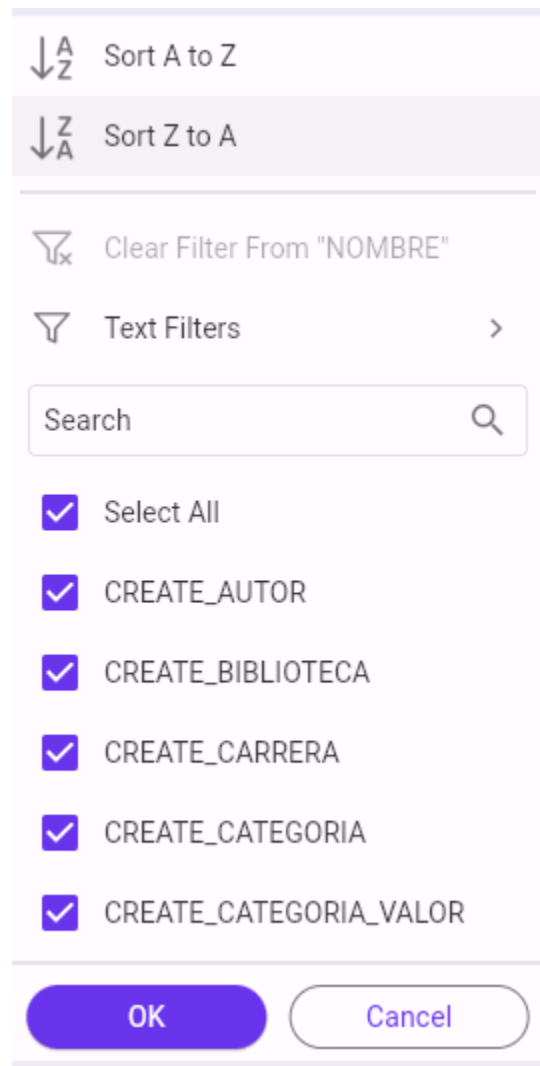 Sort A to Z
Sort Z to A
Clear Filter From "NOMBRE"
Text Filters
Search
Select All
CREATE_AUTOR
CREATE_BIBLIOTECA
CREATE_CARRERA
CREATE_CATEGORIA
CREATE_CATEGORIA_VALOR
OK Cancel